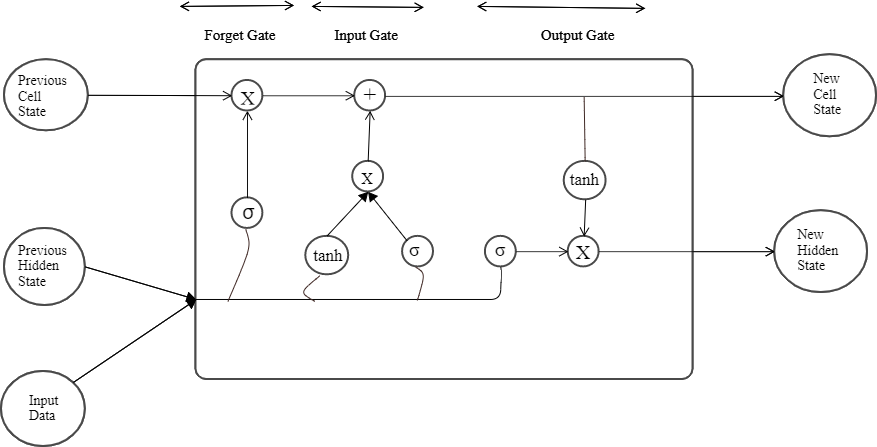 Forget Gate
Input Gate
Output Gate
Previous
Cell
State
X
+
New
Cell
State
X
tanh
σ
Previous
Hidden
State
tanh
σ
σ
X
New
Hidden
State
Input
Data